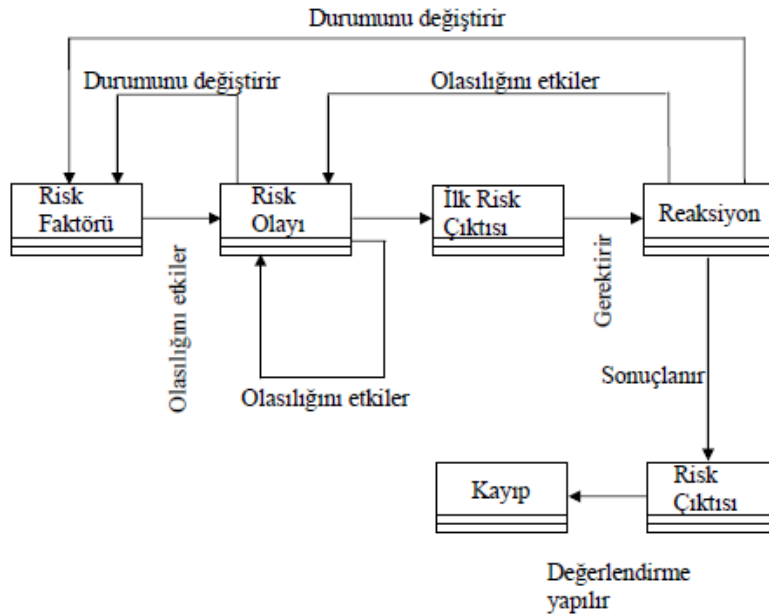 Durumunu değiştirir
Durumunu değiştirir
Olasılığını etkiler
Risk
Faktörü
Risk
Olayı
İlk Risk
Çıktısı
Reaksiyon
Olasılığını etkiler
Gerektirir
Olasılığını etkiler
Sonuçlanır
Kayıp
Risk
Çıktısı
Değerlendirme
yapılır